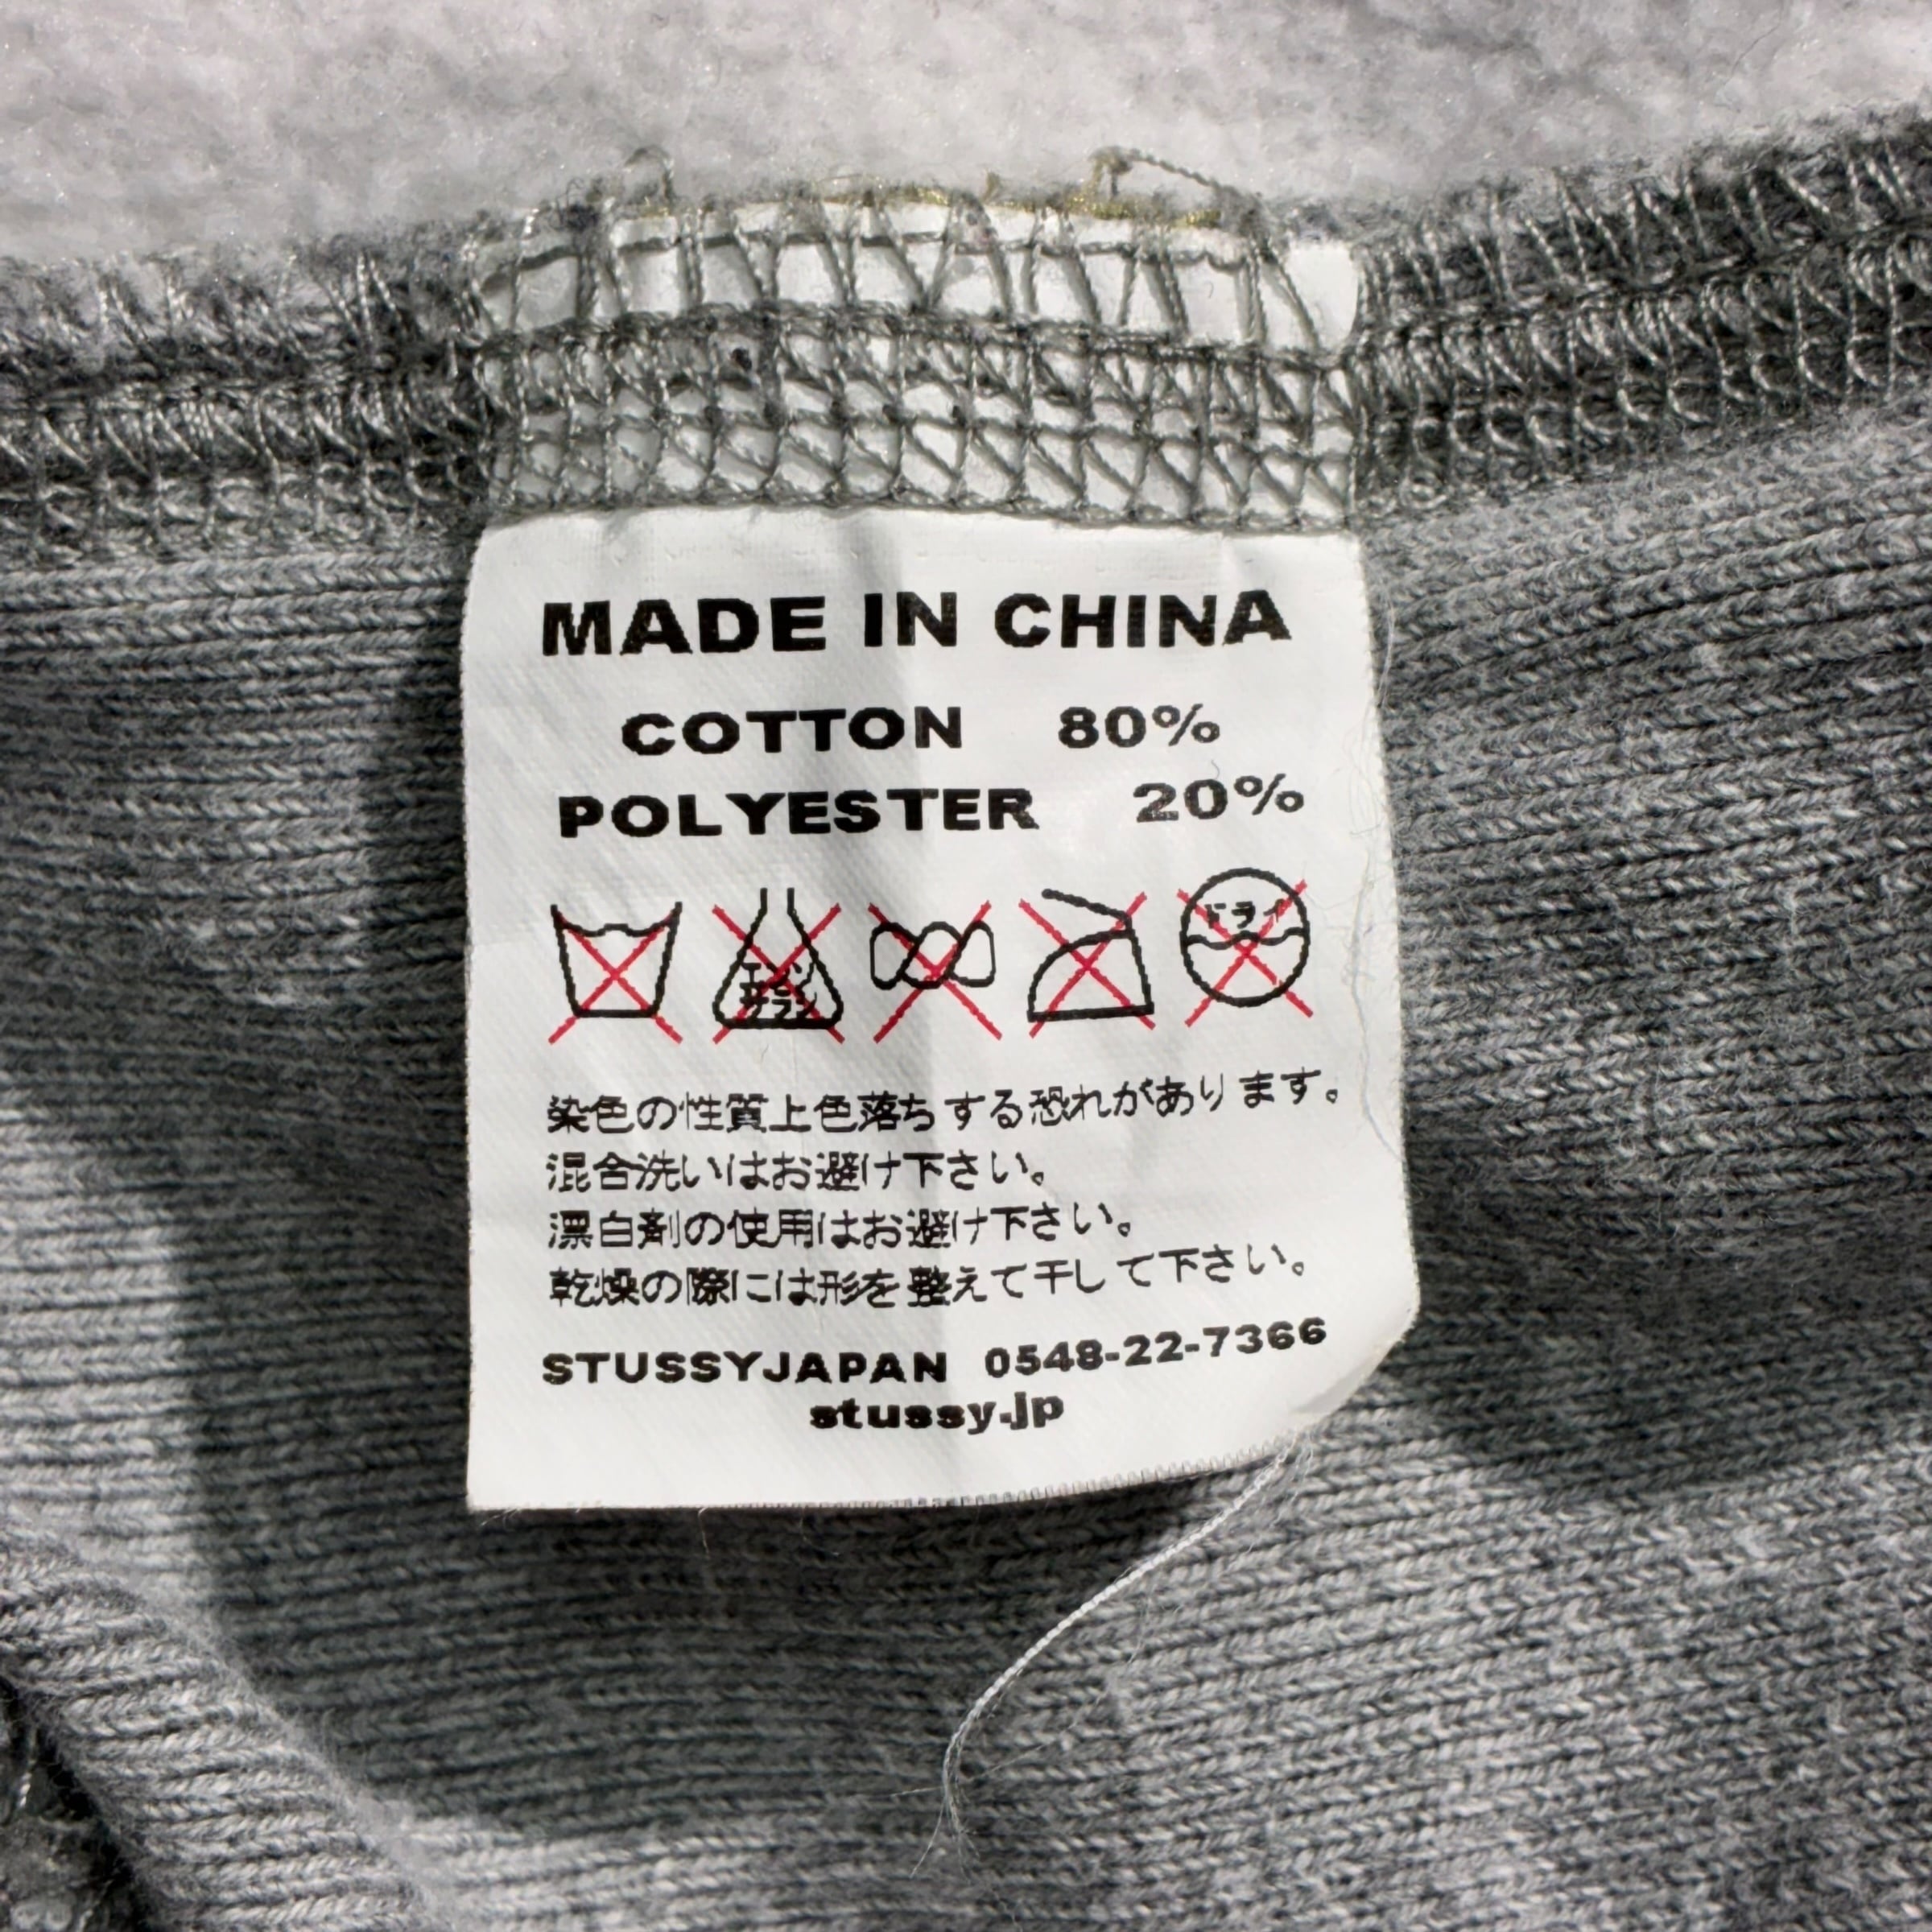 MADE IN CHINA
COTTON 80%
POLYESTER 20%
ドライ
染色の性質上色落ちする恐れがあります。
混合洗いはお避け下さい。
漂白剤の使用はお避け下さい。
乾燥の際には形を整えて干して下さい。
STUSSYJAPAN 0548-22-7366
stussy.jp